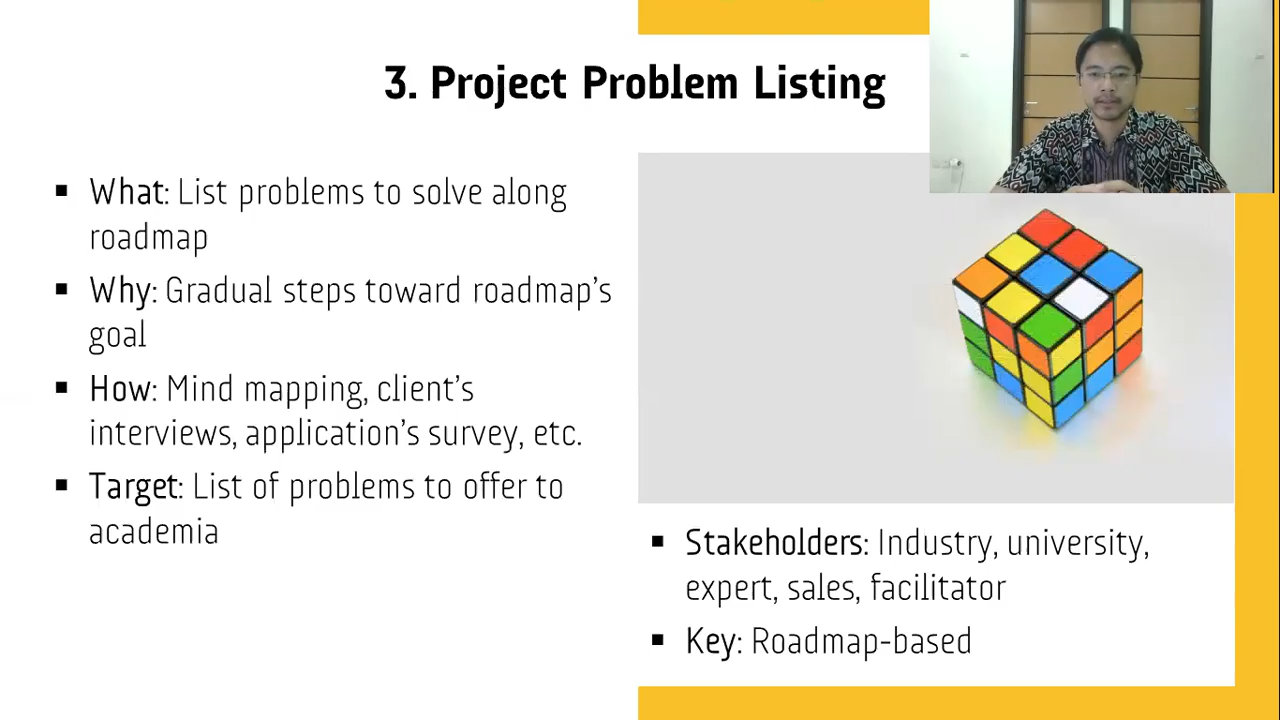 3. Project Problem Listing
▪ What: List problems to solve along
roadmap
▪ Why: Gradual steps toward roadmap’s
goal
▪ How: Mind mapping, client’s
interviews, application’s survey, etc.
▪ Target: List of problems to offer to
academia
▪ Stakeholders: Industry, university,
expert, sales, facilitator
▪ Key: Roadmap-based